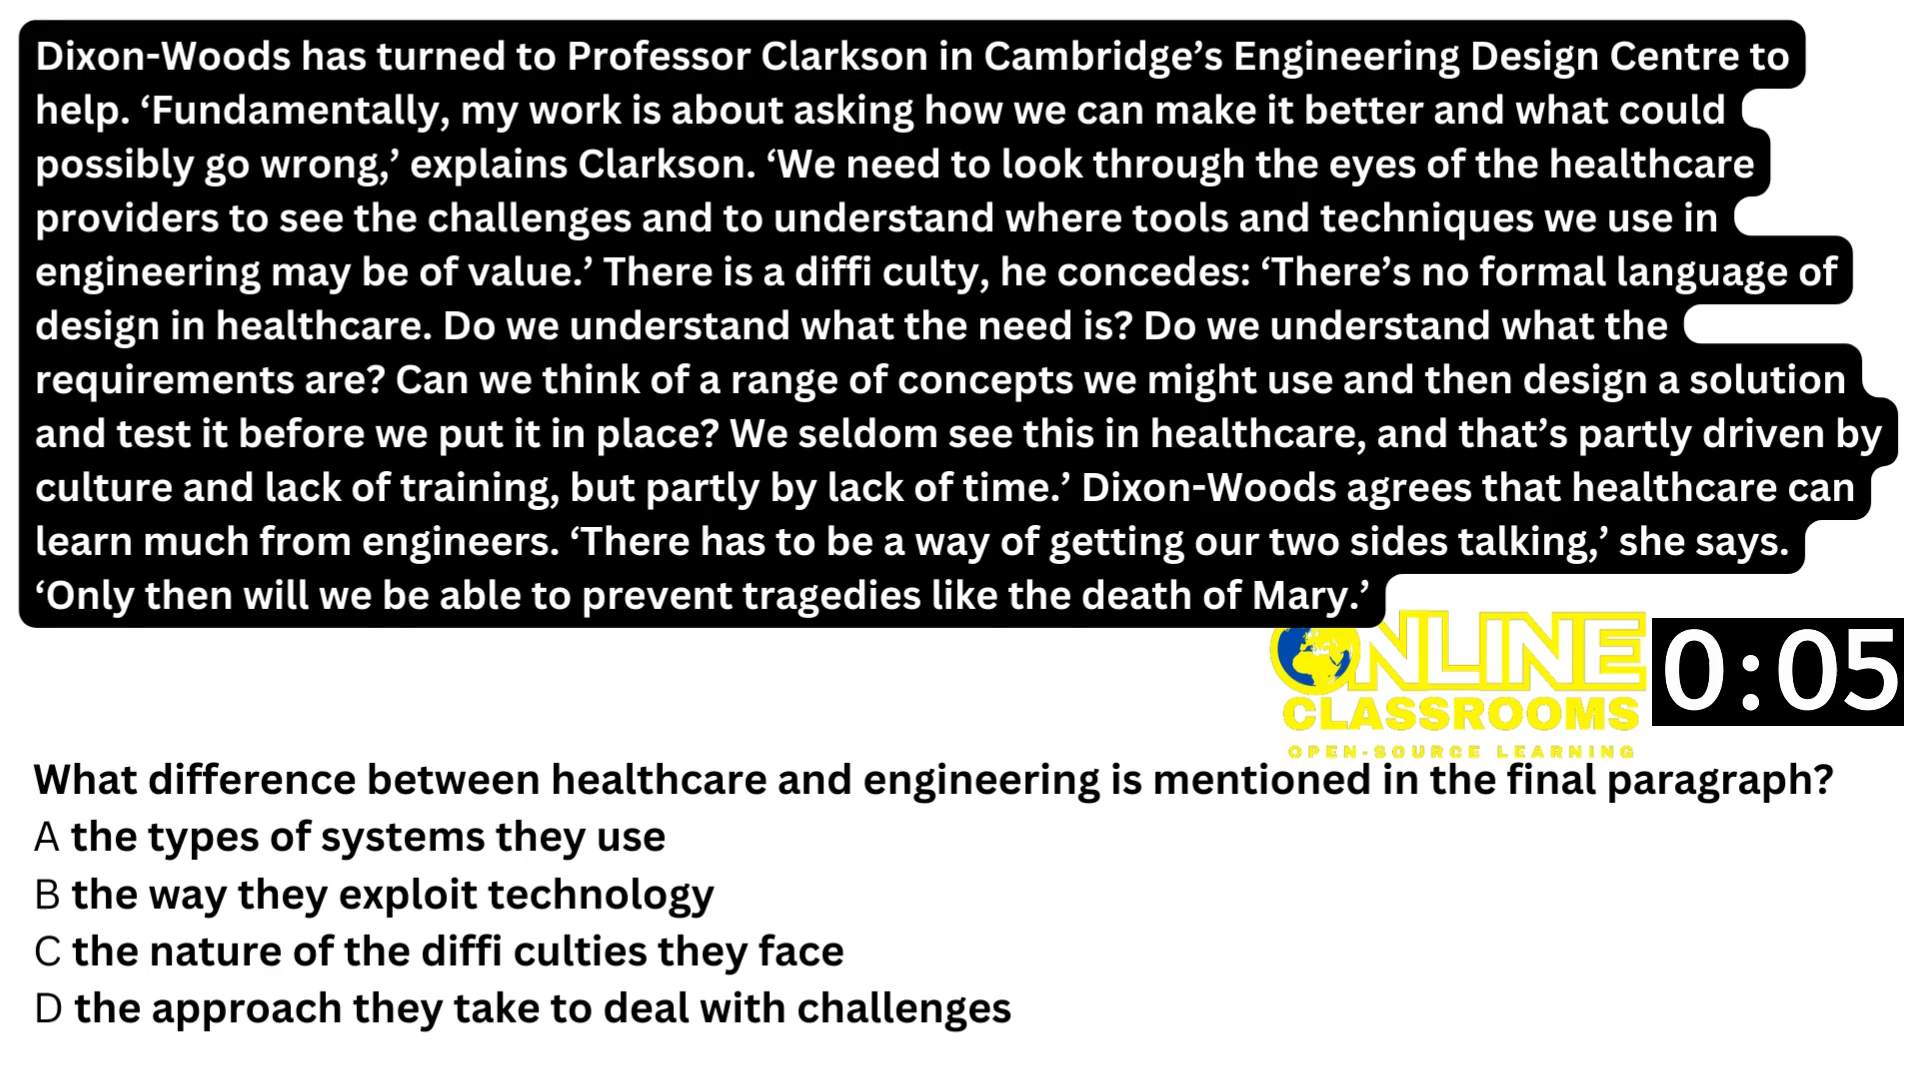 Dixon-Woods has turned to Professor Clarkson in Cambridge’s Engineering Design Centre to
help. ‘Fundamentally, my work is about asking how we can make it better and what could
possibly go wrong,’ explains Clarkson. ‘We need to look through the eyes of the healthcare
providers to see the challenges and to understand where tools and techniques we use in
engineering may be of value.’ There is a diffi culty, he concedes: ‘There’s no formal language of
design in healthcare. Do we understand what the need is? Do we understand what the
requirements are? Can we think of a range of concepts we might use and then design a solution
and test it before we put it in place? We seldom see this in healthcare, and that’s partly driven by
culture and lack of training, but partly by lack of time.’ Dixon-Woods agrees that healthcare can
learn much from engineers. ‘There has to be a way of getting our two sides talking,’ she says.
‘Only then will we be able to prevent tragedies like the death of Mary.’
ONLINE
CLASSROOMS
OPEN-SOURCE LEARNING
0:05
What difference between healthcare and engineering is mentioned in the final paragraph?
A the types of systems they use
B the way they exploit technology
C the nature of the diffi culties they face
D the approach they take to deal with challenges